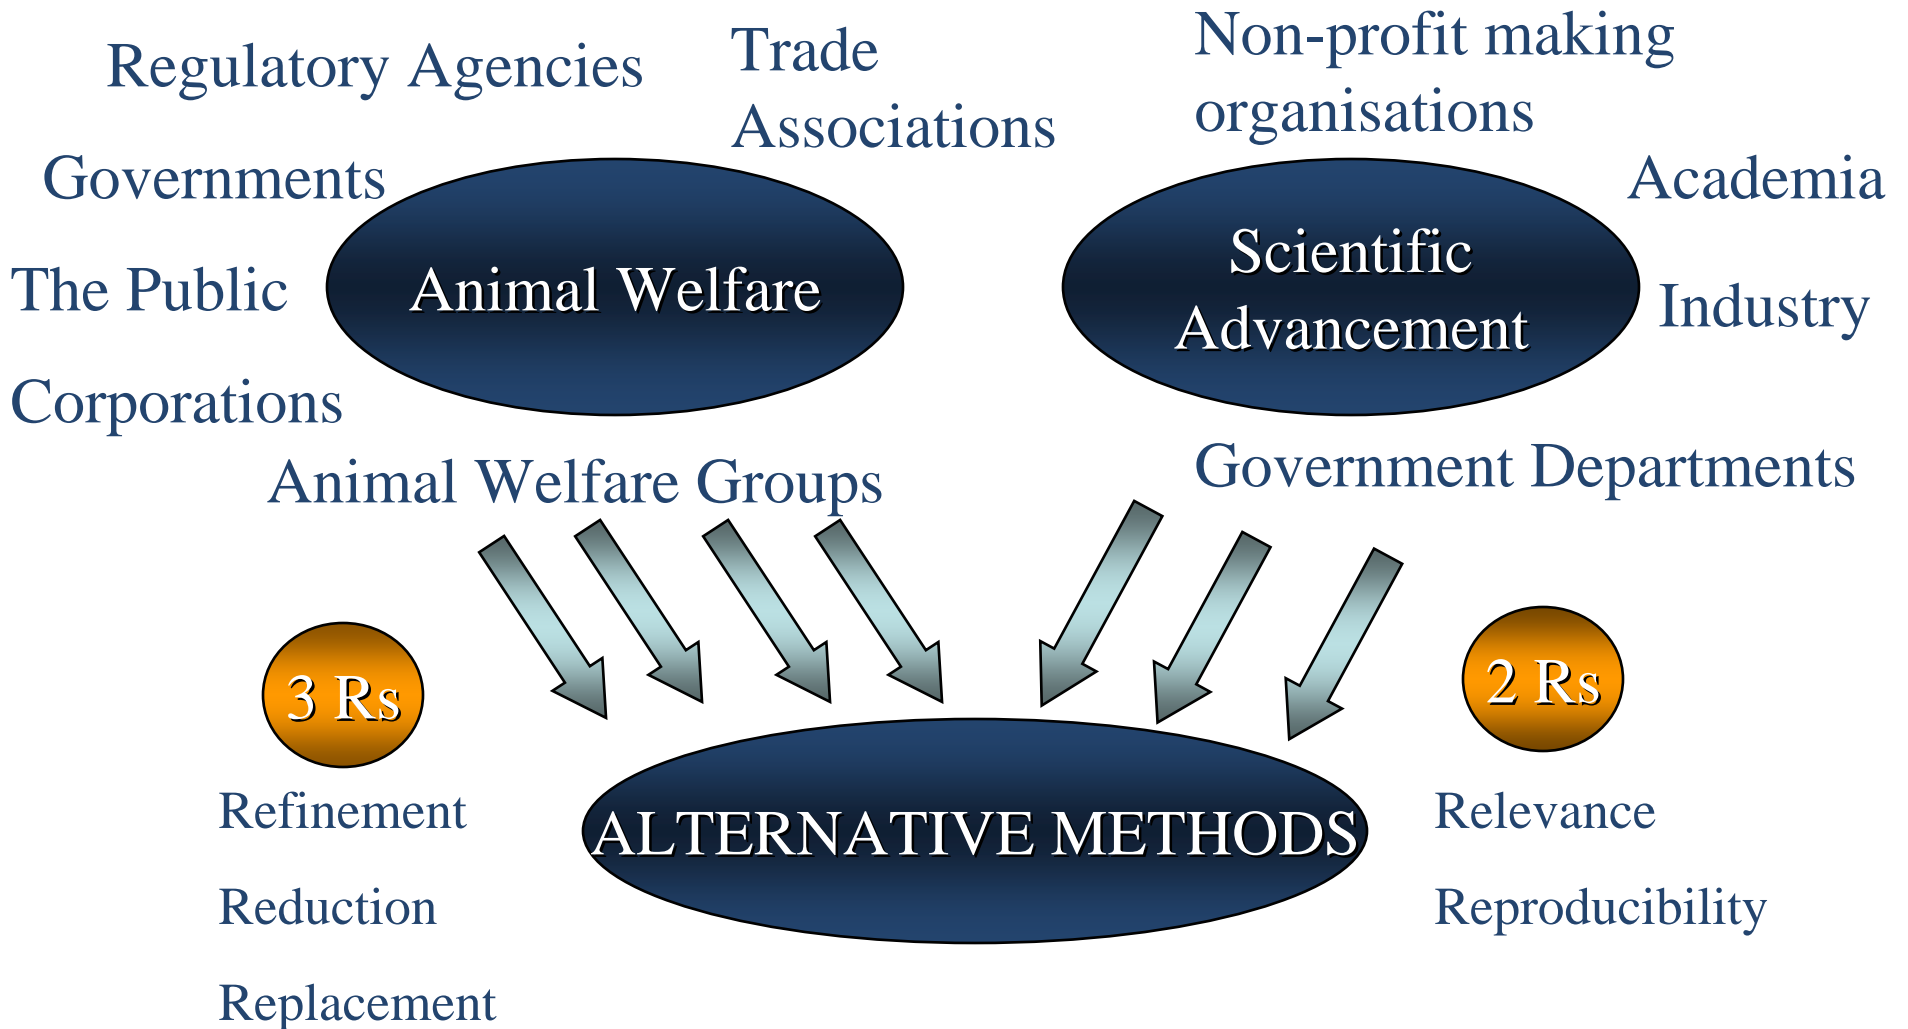 Regulatory Agencies
Trade
Associations
Non-profit making
organisations
Governments
Academia
The Public
Animal Welfare
Scientific
Advancement
Industry
Corporations
Animal Welfare Groups
Government Departments
3 Rs
2 Rs
ALTERNATIVE METHODS
Refinement
Reduction
Replacement
Relevance
Reproducibility